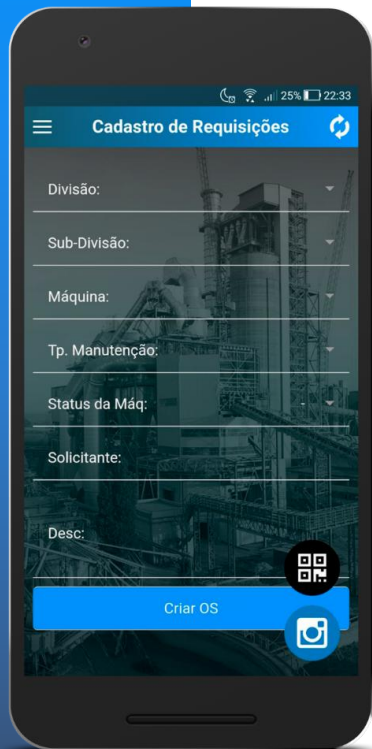 25% 22:33
Cadastro de Requisições
Divisão:
Sub-Divisão:
Máquina:
Tp. Manutenção:
Status da Máq:
-
Solicitante:
Desc:
Criar OS